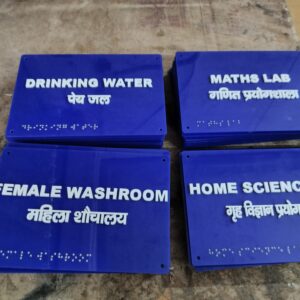 DRINKING WATER
पेय जल
⠙⠗⠊⠝⠅⠊⠝⠛ ⠺⠁⠞⠑⠗
MATHS LAB
गणित प्रयोगशाला
⠍⠁⠞⠓⠎ ⠇⠁⠃
FEMALE WASHROOM
महिला शौचालय
HOME SCIENC
गृह विज्ञान प्रयोग